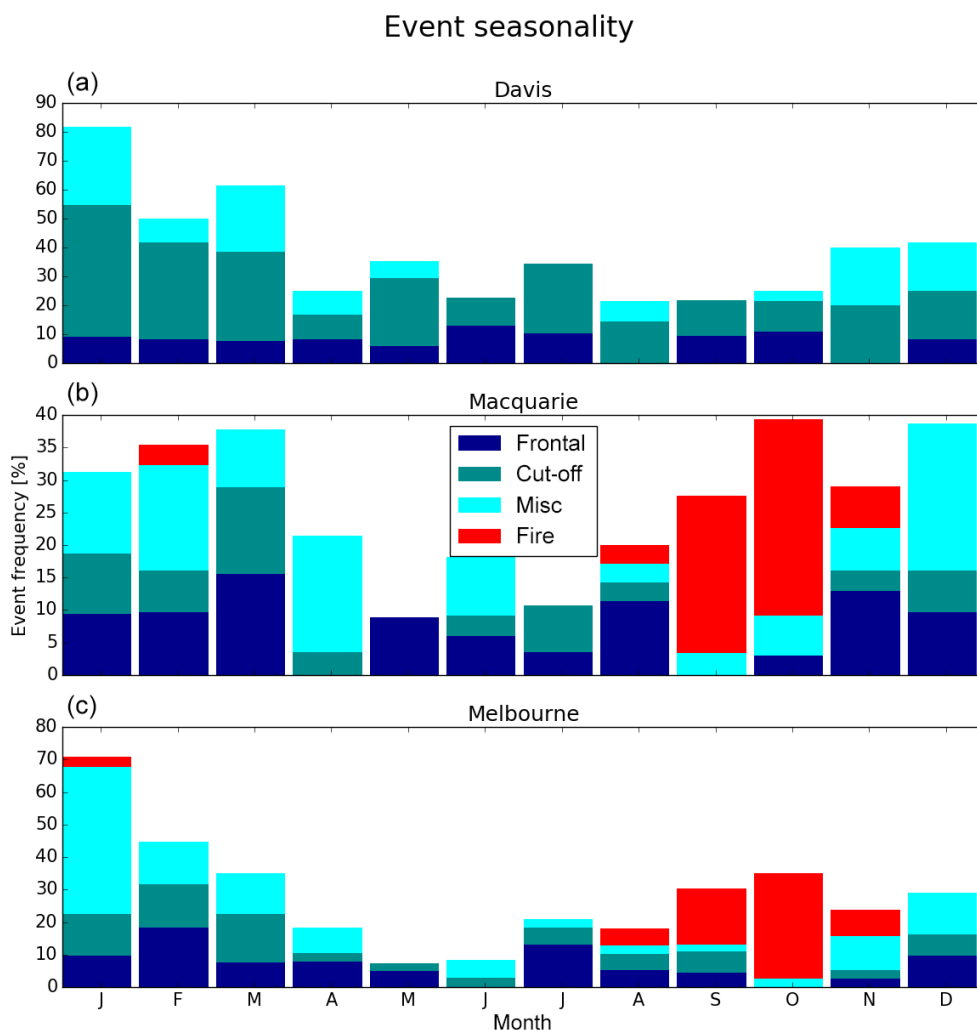 Event seasonality
(a)
Davis
90
80
70
60
50
40
30
20
10
0
(b)
Macquarie
40
35
30
25
20
15
10
5
0
Event frequency [%]
Frontal
Cut-off
Misc
Fire
(c)
Melbourne
80
70
60
50
40
30
20
10
0
J F M A M J J A S O N D
Month